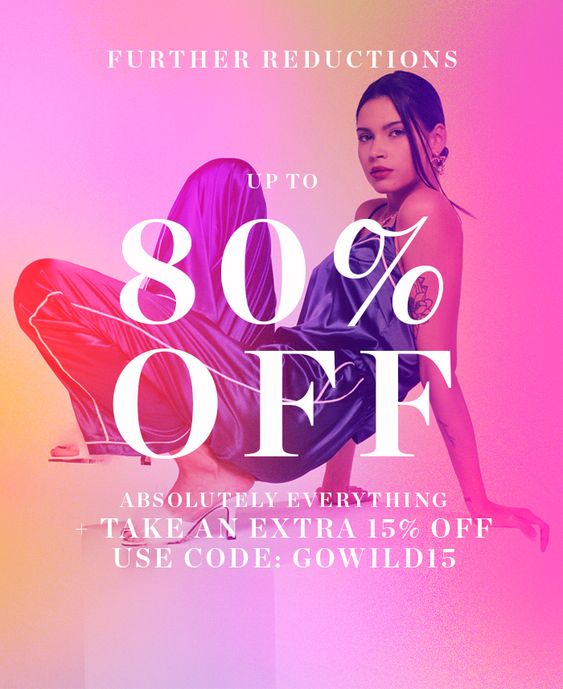 FURTHER REDUCTIONS
UP TO
80%
OFF
ABSOLUTELY EVERYTHING
+ TAKE AN EXTRA 15% OFF
USE CODE: GOWILD15